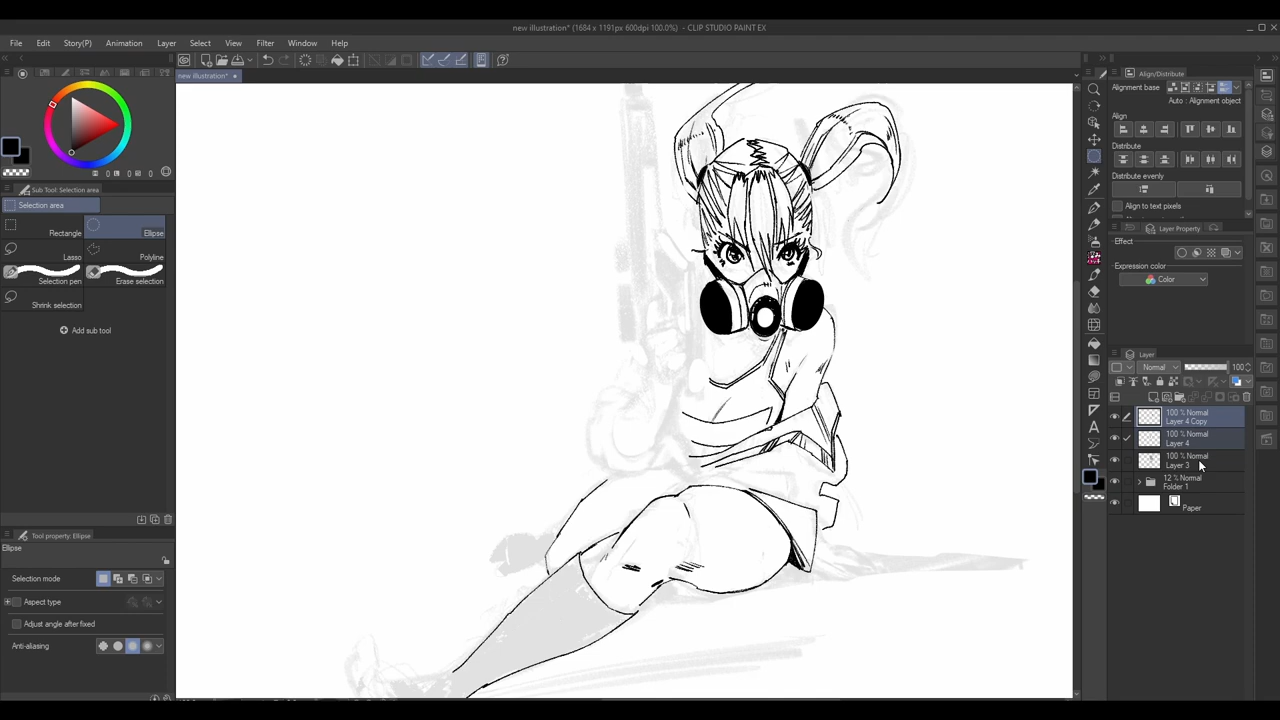 new illustration* (1684 x 1191px 600dpi 100.0%) - CLIP STUDIO PAINT EX
File Edit Story(P) Animation Layer Select View Filter Window Help
new illustration*
0 0 0
Sub Tool: Selection area
Selection area
Rectangle Ellipse
Lasso Polyline
Selection pen Erase selection
Shrink selection
Add sub tool
Tool property: Ellipse
Ellipse
Selection mode
Aspect type
Adjust angle after fixed
Anti-aliasing
Align/Distribute
Alignment base
Auto : Alignment object
Align
Distribute
Distribute evenly
Align to text pixels
Layer Property
Effect
Expression color
Color
Layer
Normal 100
100 % Normal
Layer 4 Copy
100 % Normal
Layer 4
100 % Normal
Layer 3
12 % Normal
Folder 1
Paper